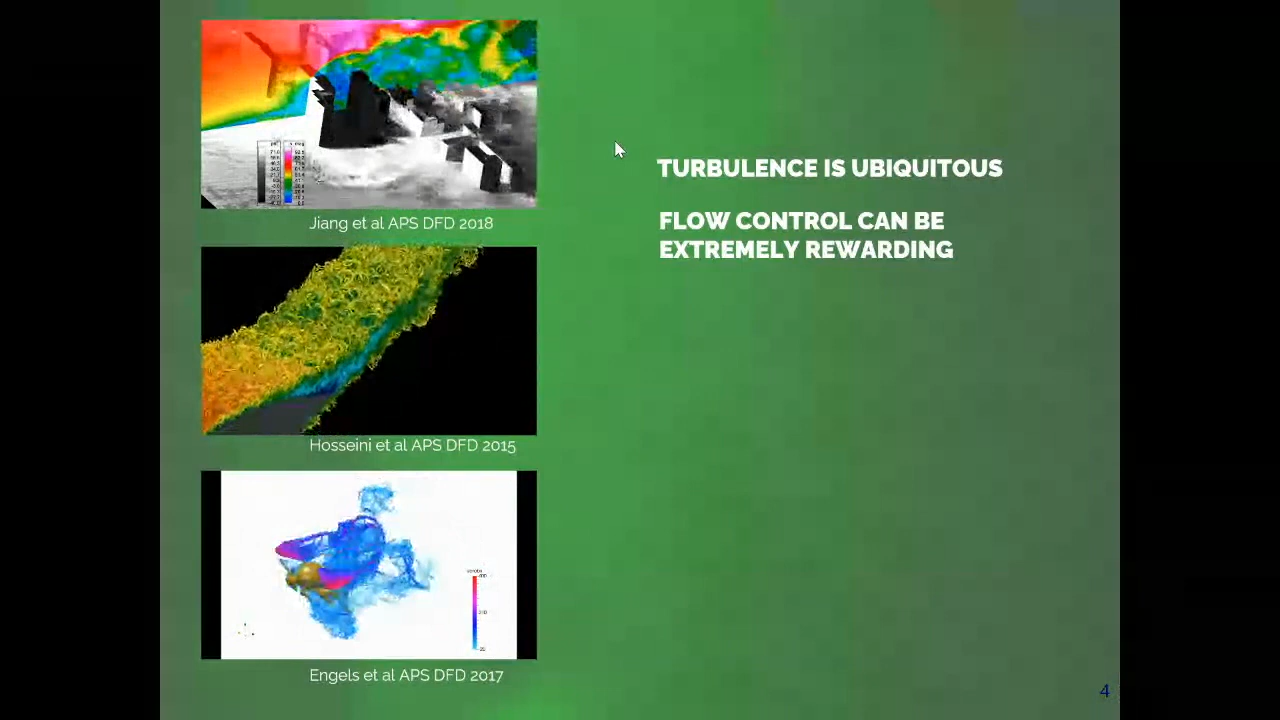 Jiang et al APS DFD 2018
TURBULENCE IS UBIQUITOUS
FLOW CONTROL CAN BE
EXTREMELY REWARDING
Hosseini et al APS DFD 2015
Engels et al APS DFD 2017
4